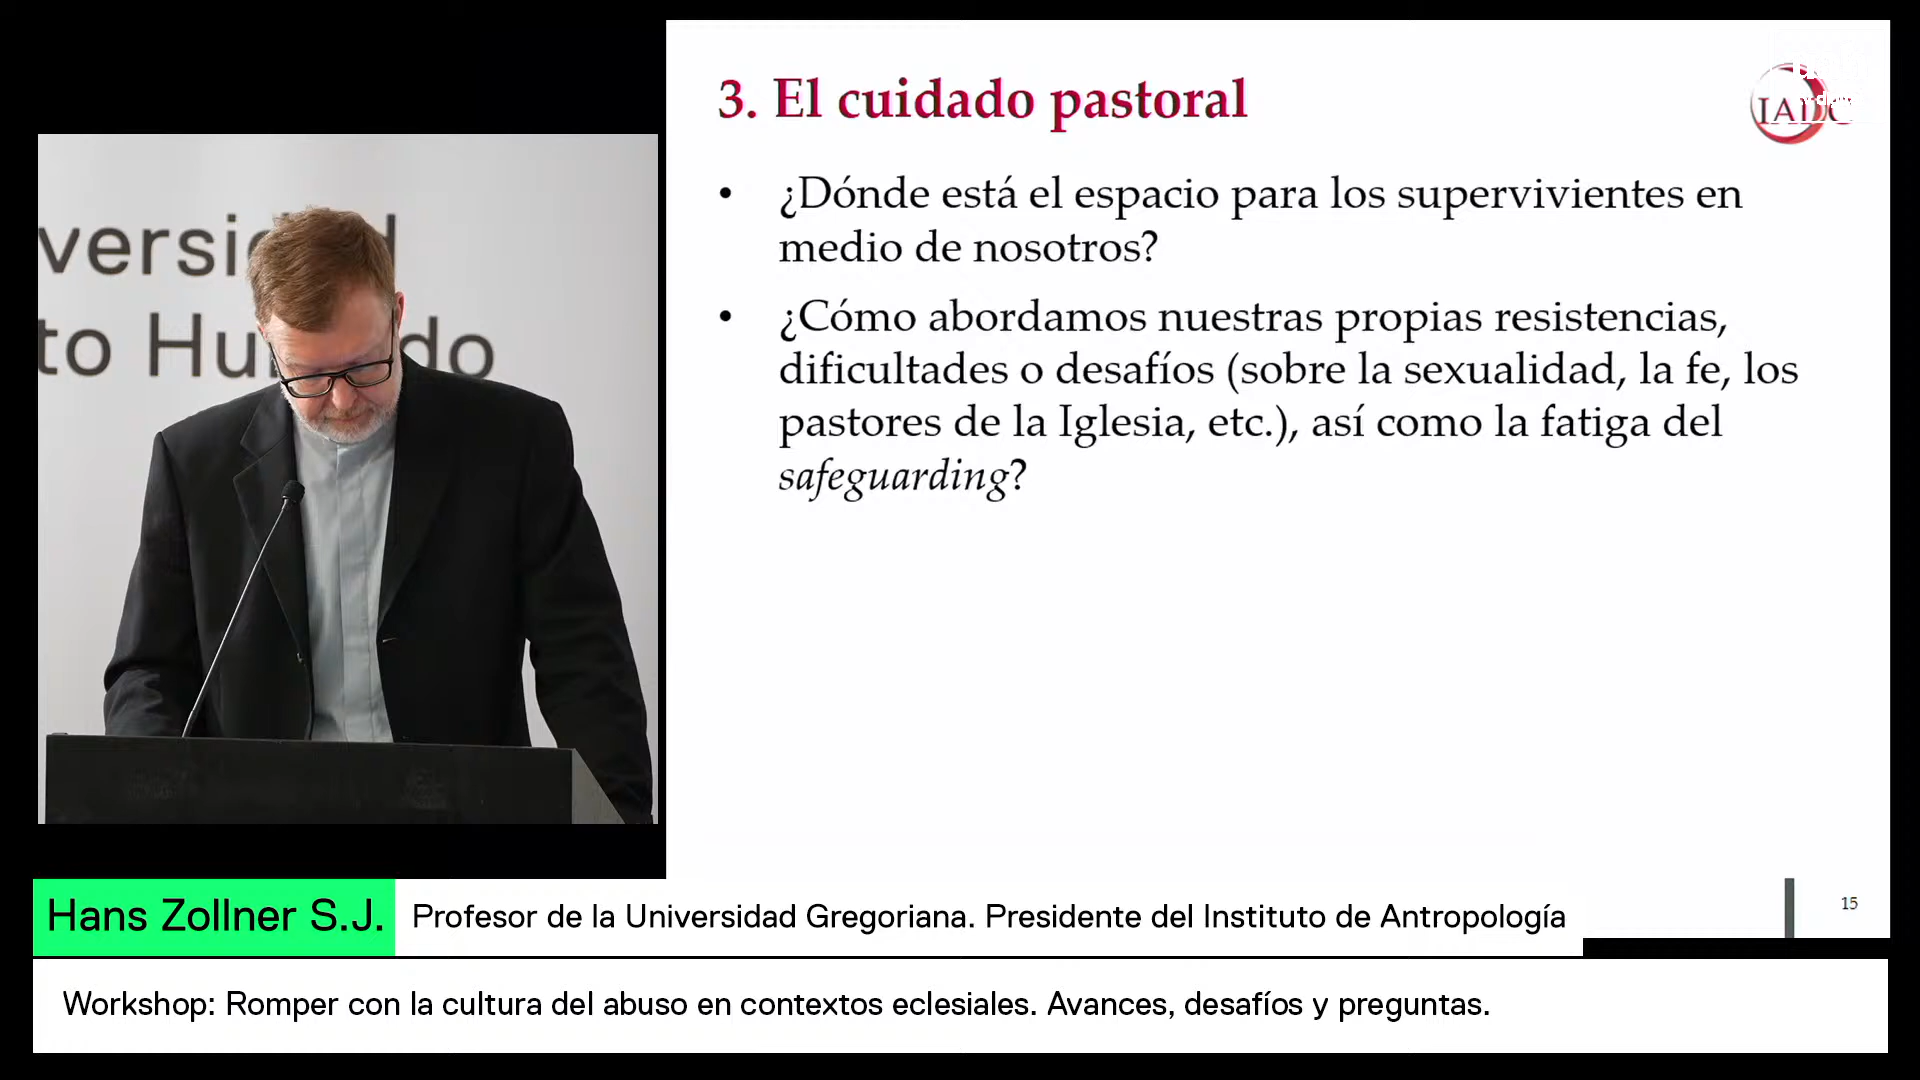 3. El cuidado pastoral
• ¿Dónde está el espacio para los supervivientes en
medio de nosotros?
• ¿Cómo abordamos nuestras propias resistencias,
dificultades o desafíos (sobre la sexualidad, la fe, los
pastores de la Iglesia, etc.), así como la fatiga del
safeguarding?
15
Hans Zollner S.J.
Profesor de la Universidad Gregoriana. Presidente del Instituto de Antropología
Workshop: Romper con la cultura del abuso en contextos eclesiales. Avances, desafíos y preguntas.